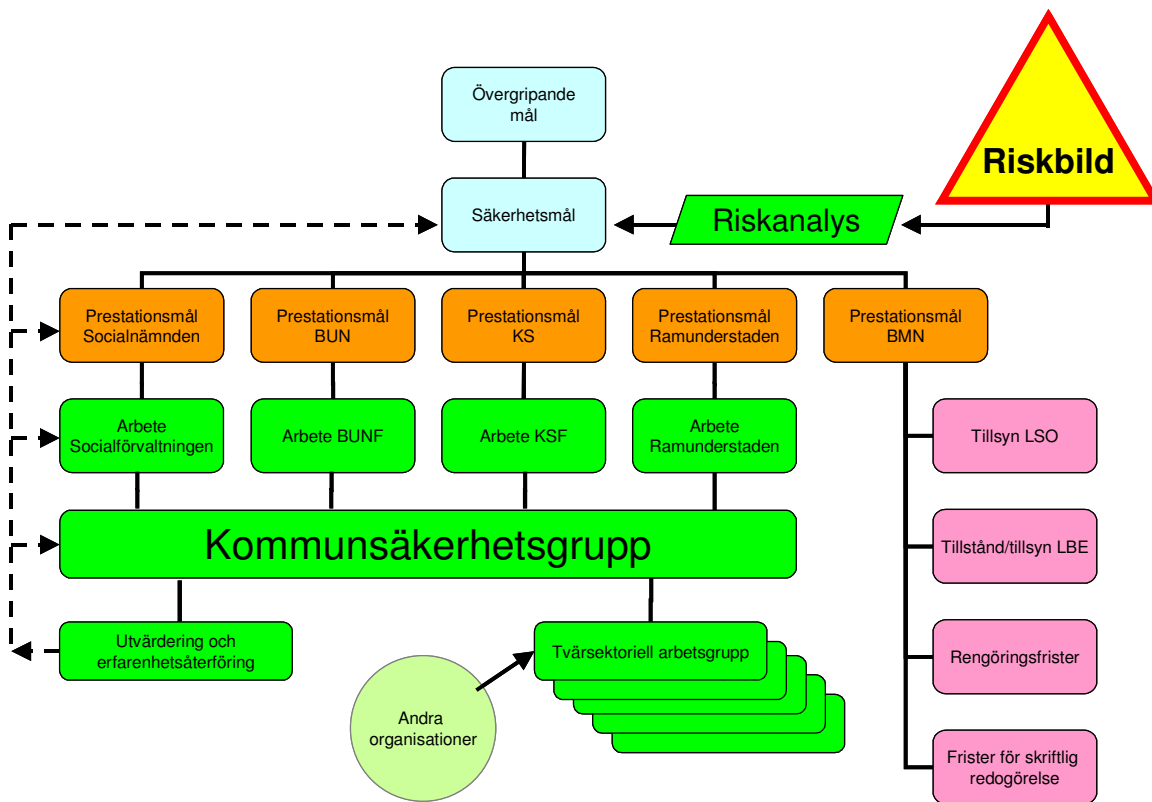 Övergripande
mål
Riskbild
Säkerhetsmål
Riskanalys
Prestationsmål
Socialnämnden
Prestationsmål
BUN
Prestationsmål
KS
Prestationsmål
Ramunderstaden
Prestationsmål
BMN
Arbete
Socialförvaltningen
Arbete BUNF
Arbete KSF
Arbete
Ramunderstaden
Tillsyn LSO
Kommunsäkerhetsgrupp
Tillstånd/tillsyn LBE
Utvärdering och
erfarenhetsåterföring
Tvärsektoriell arbetsgrupp
Rengöringsfrister
Andra
organisationer
Frister för skriftlig
redogörelse